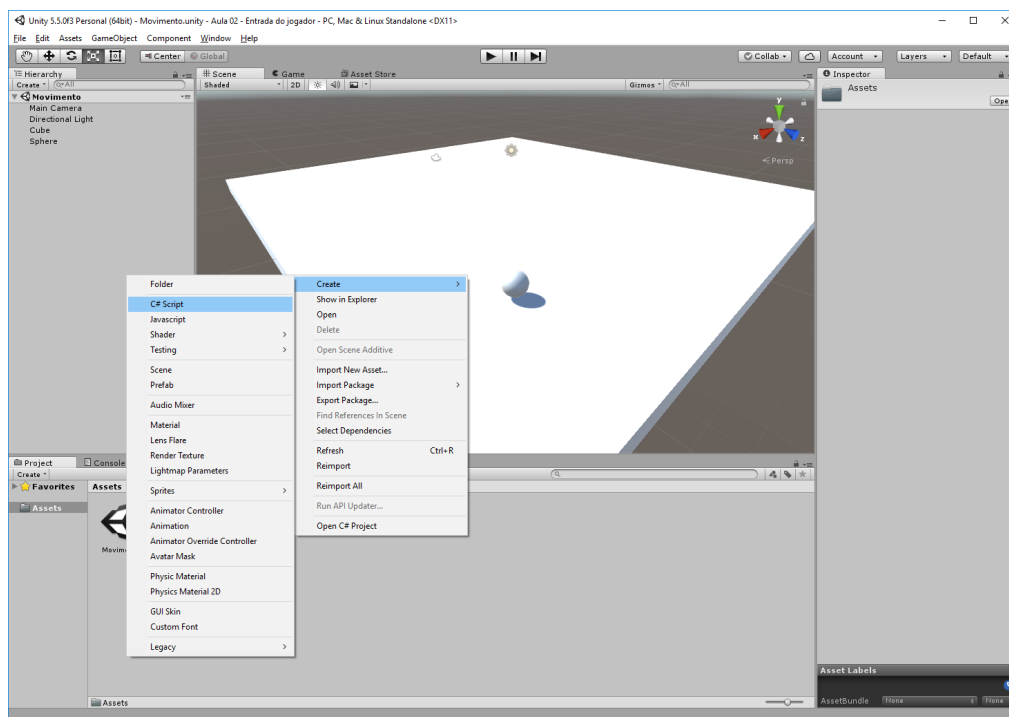 Unity 5.5.0f3 Personal (64bit) - Movimento.unity - Aula 02 - Entrada do jogador - PC, Mac & Linux Standalone <DX11>
File Edit Assets GameObject Component Window Help
Center Global Collab Account Layers Default
Hierarchy
Create All
Movimento
Main Camera
Directional Light
Cube
Sphere
Scene Game Asset Store
Shaded 2D Gizmos All
y
x z
Persp
Inspector
Assets
Ope
Folder
C# Script
Javascript
Shader
Testing
Scene
Prefab
Audio Mixer
Material
Lens Flare
Render Texture
Lightmap Parameters
Sprites
Animator Controller
Animation
Animator Override Controller
Avatar Mask
Physic Material
Physics Material 2D
GUI Skin
Custom Font
Legacy
Create
Show in Explorer
Open
Delete
Open Scene Additive
Import New Asset...
Import Package
Export Package...
Find References In Scene
Select Dependencies
Refresh Ctrl+R
Reimport
Reimport All
Run API Updater...
Open C# Project
Project Console
Create
Favorites
Assets
Assets
Movim
Assets
Asset Labels
AssetBundle None None